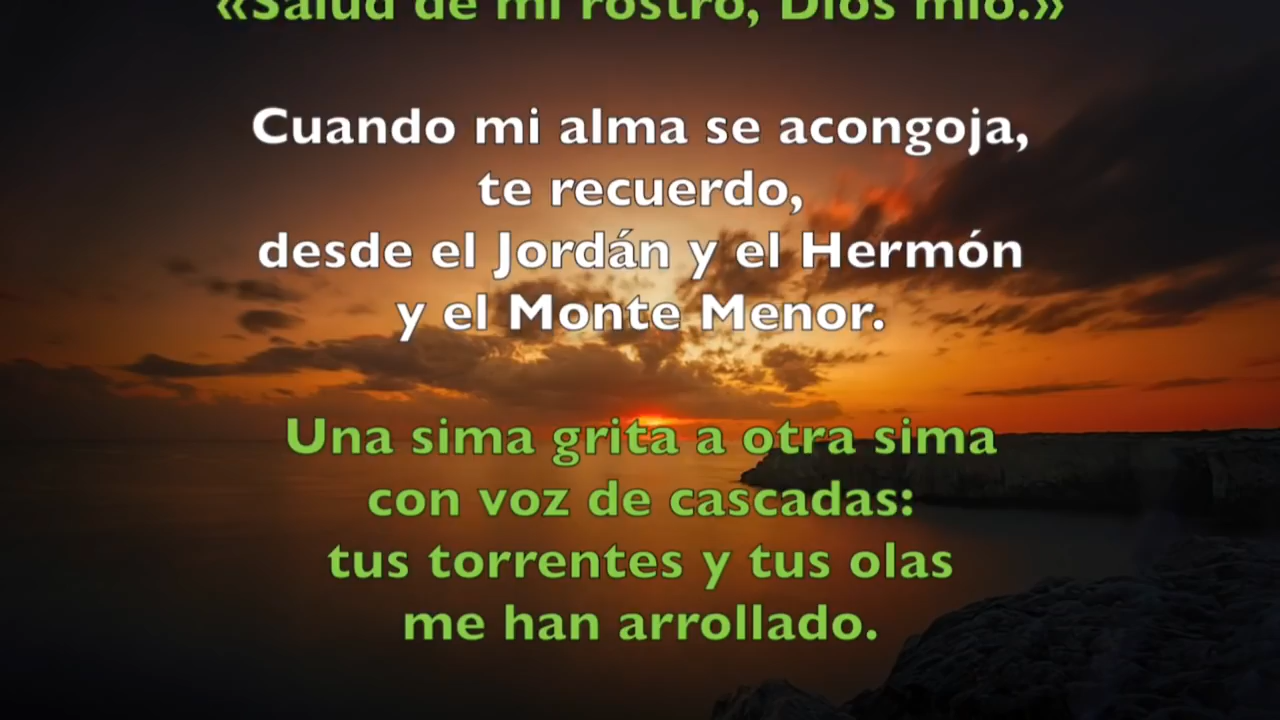 «Salud de mi rostro, Dios mío.»
Cuando mi alma se acongoja,
te recuerdo,
desde el Jordán y el Hermón
y el Monte Menor.
Una sima grita a otra sima
con voz de cascadas:
tus torrentes y tus olas
me han arrollado.